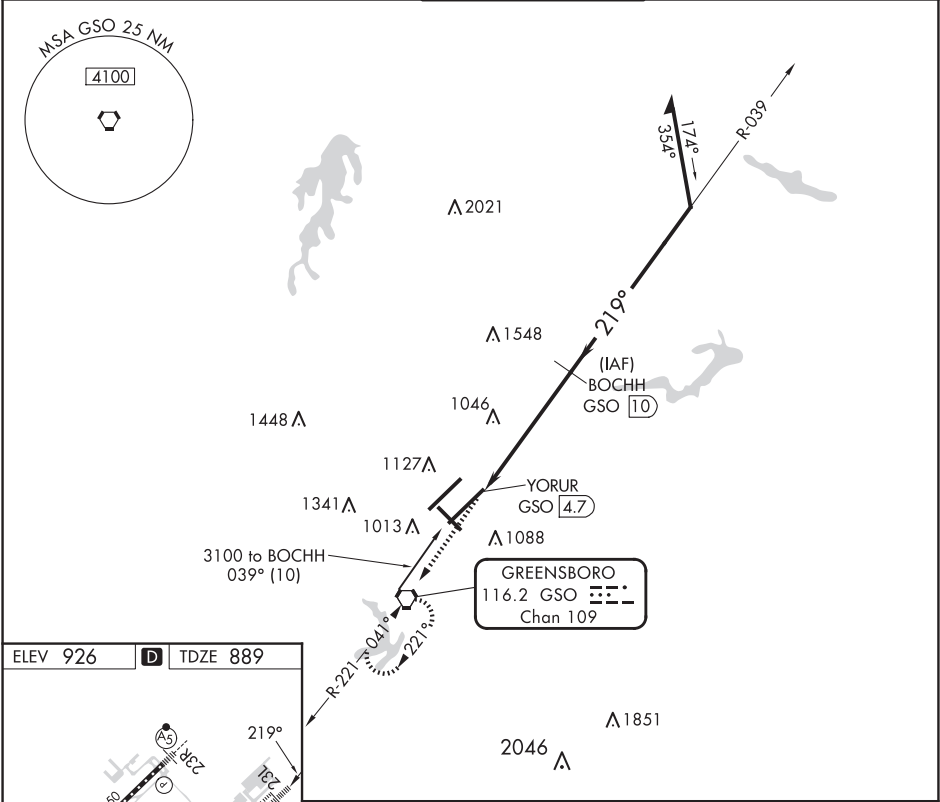 MSA GSO 25 NM
4100
R-039
174°
354°
2021
219°
1548
(IAF)
BOCHH
GSO 10
1046
1448
1127
YORUR
GSO 4.7
1341
1013
1088
3100 to BOCHH
039° (10)
GREENSBORO
116.2 GSO
Chan 109
R-221
041°
221°
ELEV 926 D TDZE 889
1851
2046
219°
A5
23R
23L
P
50